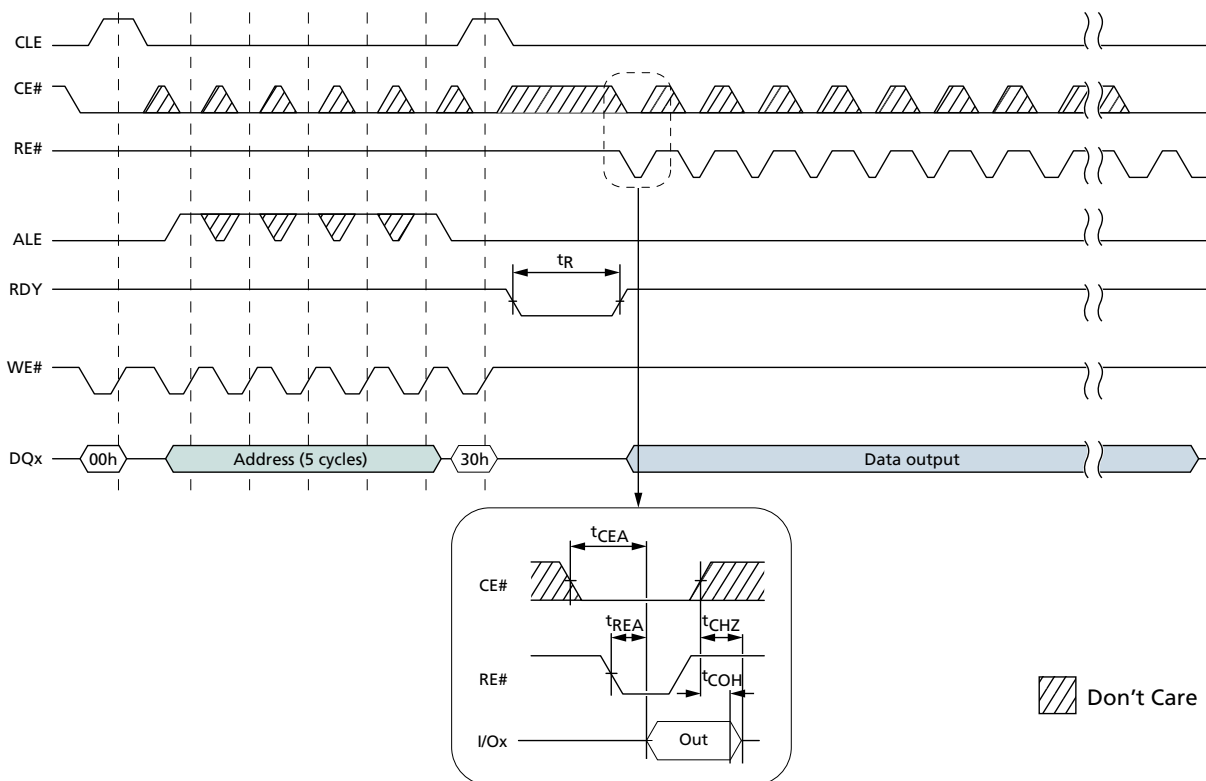 CLE
CE#
RE#
ALE
tR
RDY
WE#
DQx
00h
Address (5 cycles)
30h
Data output
tCEA
CE#
tREA
tCHZ
RE#
tCOH
I/Ox
Out
Don't Care